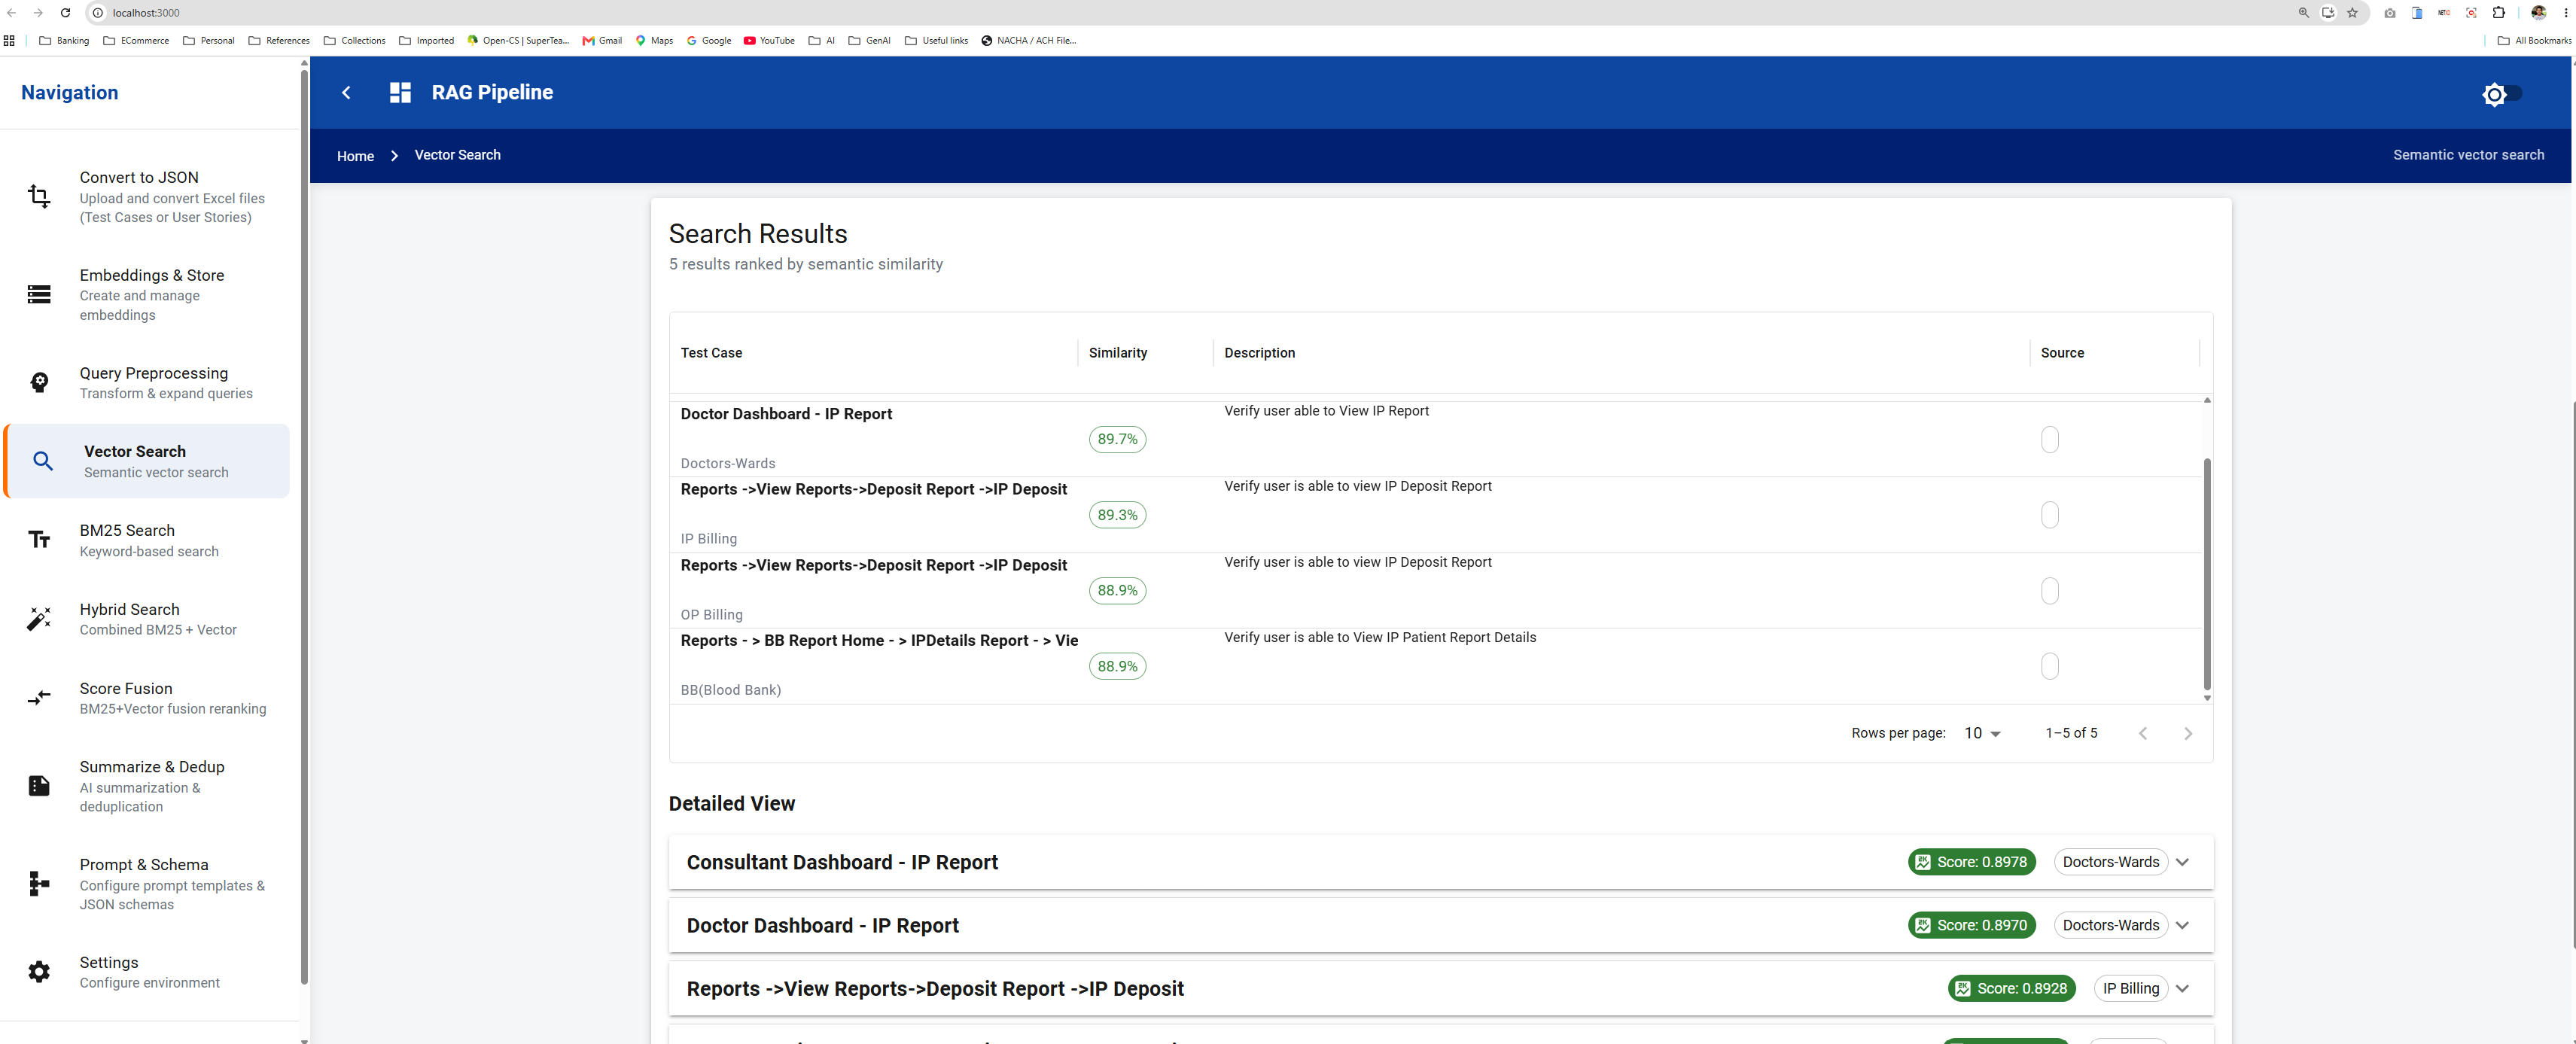 localhost:3000
Banking
ECommerce
Personal
References
Collections
Imported
Open-CS | SuperTea...
Gmail
Maps
Google
YouTube
AI
GenAI
Useful links
NACHA / ACH File...
All Bookmarks
Navigation
RAG Pipeline
Home
Vector Search
Semantic vector search
Convert to JSON
Upload and convert Excel files
(Test Cases or User Stories)
Embeddings & Store
Create and manage
embeddings
Query Preprocessing
Transform & expand queries
Vector Search
Semantic vector search
BM25 Search
Keyword-based search
Hybrid Search
Combined BM25 + Vector
Score Fusion
BM25+Vector fusion reranking
Summarize & Dedup
AI summarization &
deduplication
Prompt & Schema
Configure prompt templates &
JSON schemas
Settings
Configure environment
Search Results
5 results ranked by semantic similarity
Test Case
Similarity
Description
Source
Doctor Dashboard - IP Report
Verify user able to View IP Report
89.7%
Doctors-Wards
Reports ->View Reports->Deposit Report ->IP Deposit
Verify user is able to view IP Deposit Report
89.3%
IP Billing
Reports ->View Reports->Deposit Report ->IP Deposit
Verify user is able to view IP Deposit Report
88.9%
OP Billing
Reports - > BB Report Home - > IPDetails Report - > Vie
Verify user is able to View IP Patient Report Details
88.9%
BB(Blood Bank)
Rows per page:
10
1–5 of 5
Detailed View
Consultant Dashboard - IP Report
Score: 0.8978
Doctors-Wards
Doctor Dashboard - IP Report
Score: 0.8970
Doctors-Wards
Reports ->View Reports->Deposit Report ->IP Deposit
Score: 0.8928
IP Billing